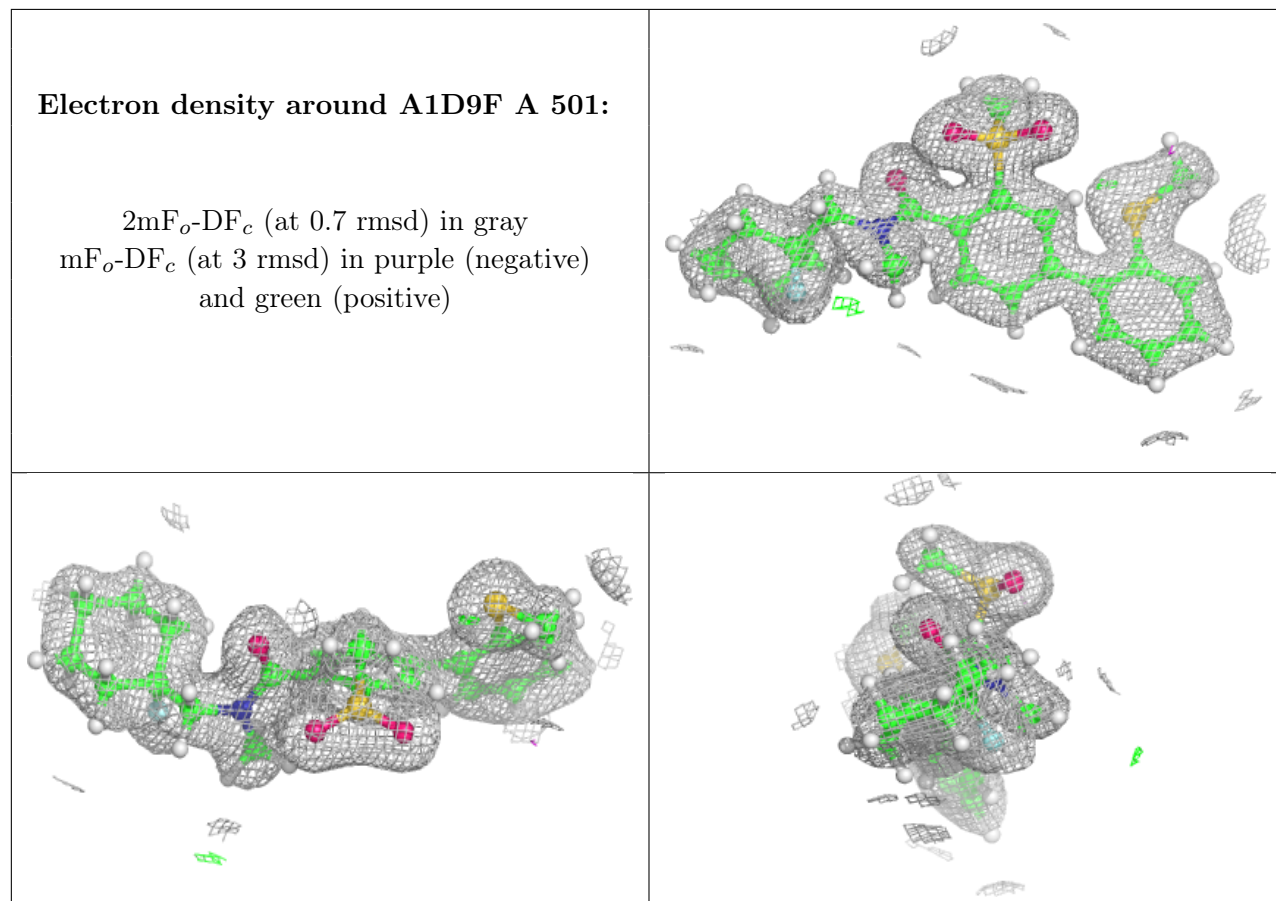 Electron density around A1D9F A 501:
2mFo-DFc (at 0.7 rmsd) in gray
mFo-DFc (at 3 rmsd) in purple (negative)
and green (positive)